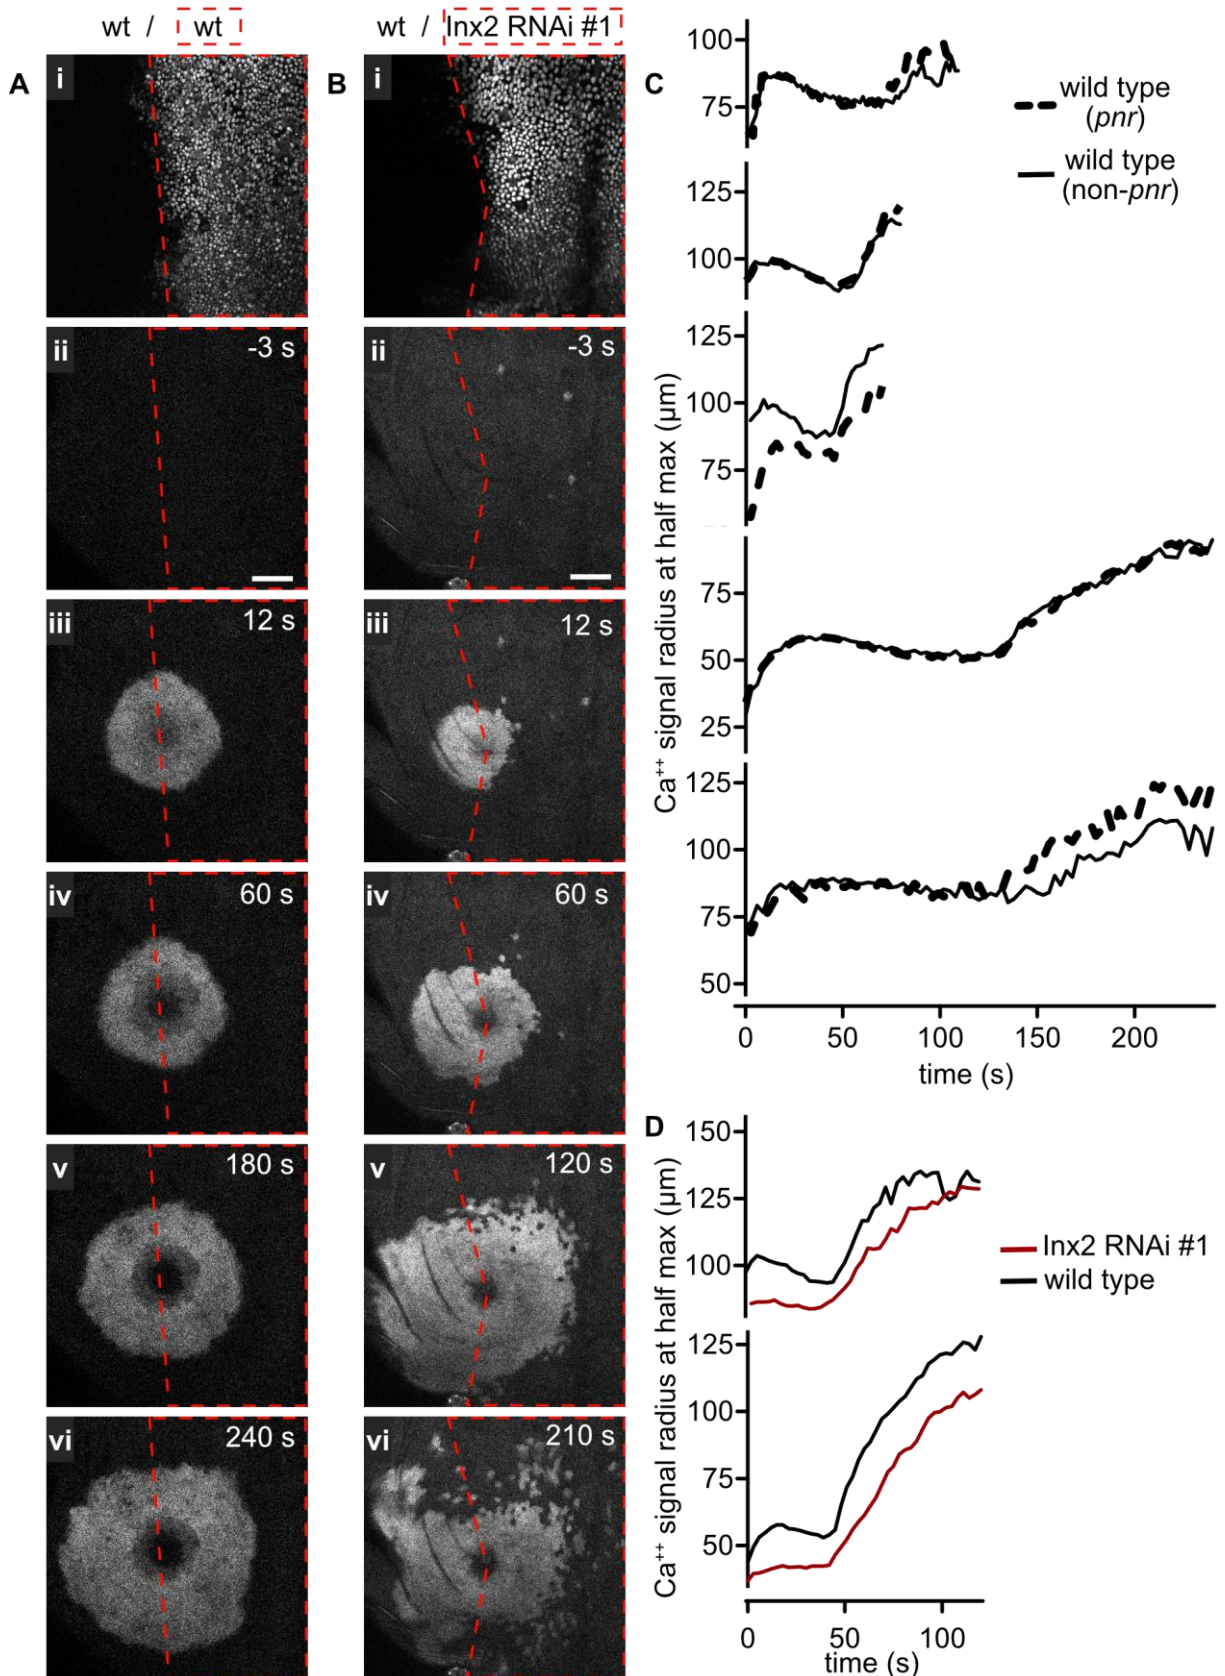 wt / wt
wt / Inx2 RNAi #1
A
i
ii
-3 s
iii
12 s
iv
60 s
v
180 s
vi
240 s
B
i
ii
-3 s
iii
12 s
iv
60 s
v
120 s
vi
210 s
C
wild type
(pnr)
wild type
(non-pnr)
Ca++ signal radius at half max (µm)
100
75
125
100
125
100
75
75
50
25
125
100
75
50
0
50
100
150
200
time (s)
D
Ca++ signal radius at half max (µm)
150
125
100
125
100
75
50
Inx2 RNAi #1
wild type
0
50
100
time (s)